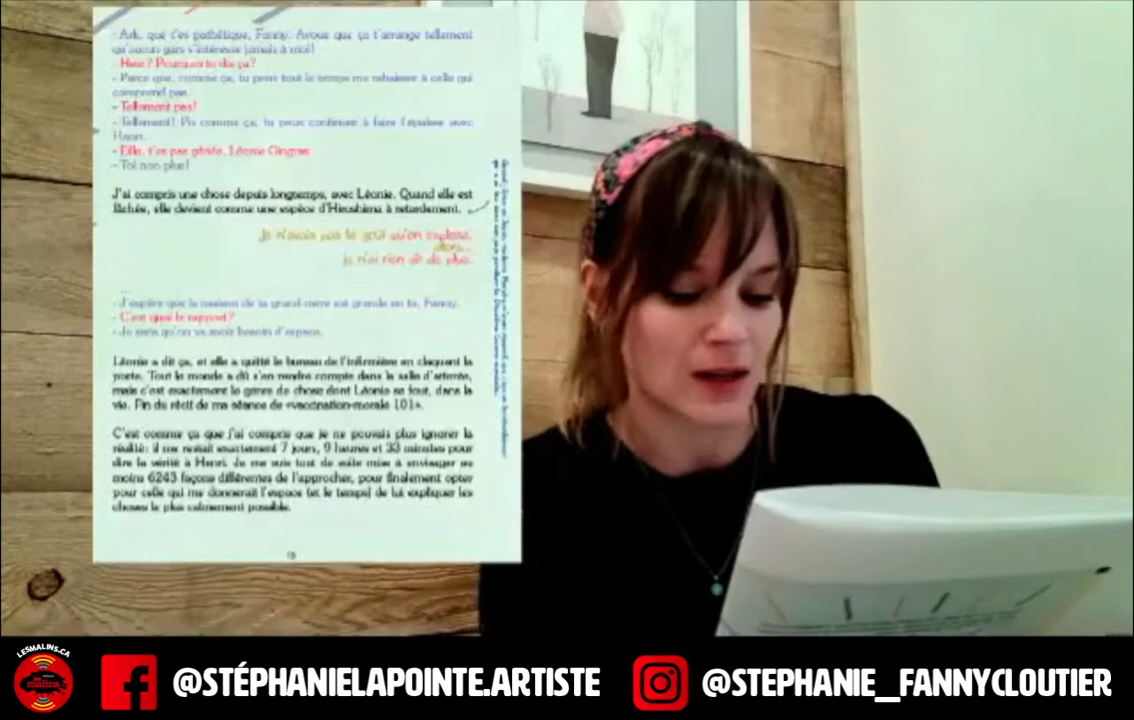 - Ark, que t'es pathétique, Fanny. Avoue que ça t'arrange tellement
qu'aucun gars s'intéresse jamais à moi!
- Hein? Pourquoi tu dis ça?
- Parce que, comme ça, tu peux tout le temps me rabaisser à celle qui
comprend pas.
- Tellement pas!
- Tellement! Pis comme ça, tu peux continuer à faire l'épaisse avec
Henri.
- Elle, t'es pas gênée, Léonie Gingras
- Toi non plus!
J'ai compris une chose depuis longtemps, avec Léonie. Quand elle est
fâchée, elle devient comme une espèce d'Hiroshima à retardement.
Je n'avais pas le goût qu'on explose,
alors...
je n'ai rien dit de plus.
...
- J'espère que la maison de ta grand-mère est grande en ta, Fanny.
- C'est quoi le rapport?
- Je sens qu'on va avoir besoin d'espace.
Léonie a dit ça, et elle a quitté le bureau de l'infirmière en claquant la
porte. Tout le monde a dû s'en rendre compte dans la salle d'attente,
mais c'est exactement le genre de chose dont Léonie se fout, dans la
vie. Fin du récit de ma séance de «vaccination-morale 101».
C'est comme ça que j'ai compris que je ne pouvais plus ignorer la
réalité: il me restait exactement 7 jours, 9 heures et 33 minutes pour
dire la vérité à Henri. Je me suis tout de suite mise à envisager au
moins 6243 façons différentes de l'approcher, pour finalement opter
pour celle qui me donnerait l'espace (et le temps) de lui expliquer les
choses le plus calmement possible.
LESMALINS.CA
les malins
@STÉPHANIELAPOINTE.ARTISTE
@STEPHANIE_FANNYCLOUTIER